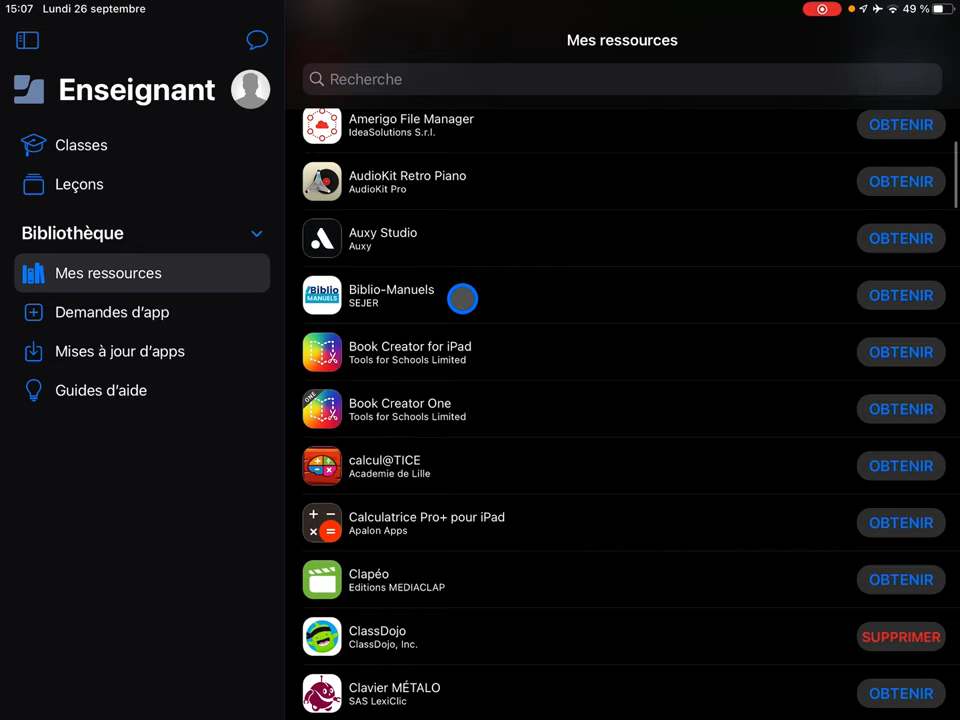 15:07 Lundi 26 septembre
49 %
Enseignant
Classes
Leçons
Bibliothèque
Mes ressources
Demandes d'app
Mises à jour d'apps
Guides d'aide
Mes ressources
Recherche
Amerigo File Manager
IdeaSolutions S.r.l.
OBTENIR
AudioKit Retro Piano
AudioKit Pro
OBTENIR
Auxy Studio
Auxy
OBTENIR
Biblio
MANUELS
Biblio-Manuels
SEJER
OBTENIR
Book Creator for iPad
Tools for Schools Limited
OBTENIR
ONE
Book Creator One
Tools for Schools Limited
OBTENIR
calcul@TICE
Academie de Lille
OBTENIR
Calculatrice Pro+ pour iPad
Apalon Apps
OBTENIR
Clapéo
Editions MEDIACLAP
OBTENIR
ClassDojo
ClassDojo, Inc.
SUPPRIMER
Clavier MÉTALO
SAS LexiClic
OBTENIR